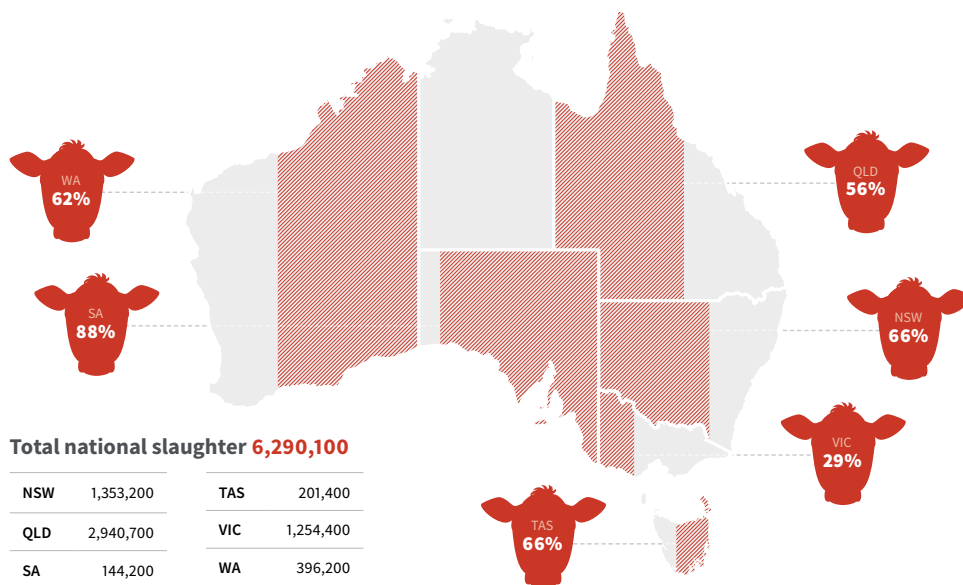 WA
62%
QLD
56%
SA
88%
NSW
66%
VIC
29%
TAS
66%
Total national slaughter 6,290,100
NSW 1,353,200
QLD 2,940,700
SA 144,200
TAS 201,400
VIC 1,254,400
WA 396,200